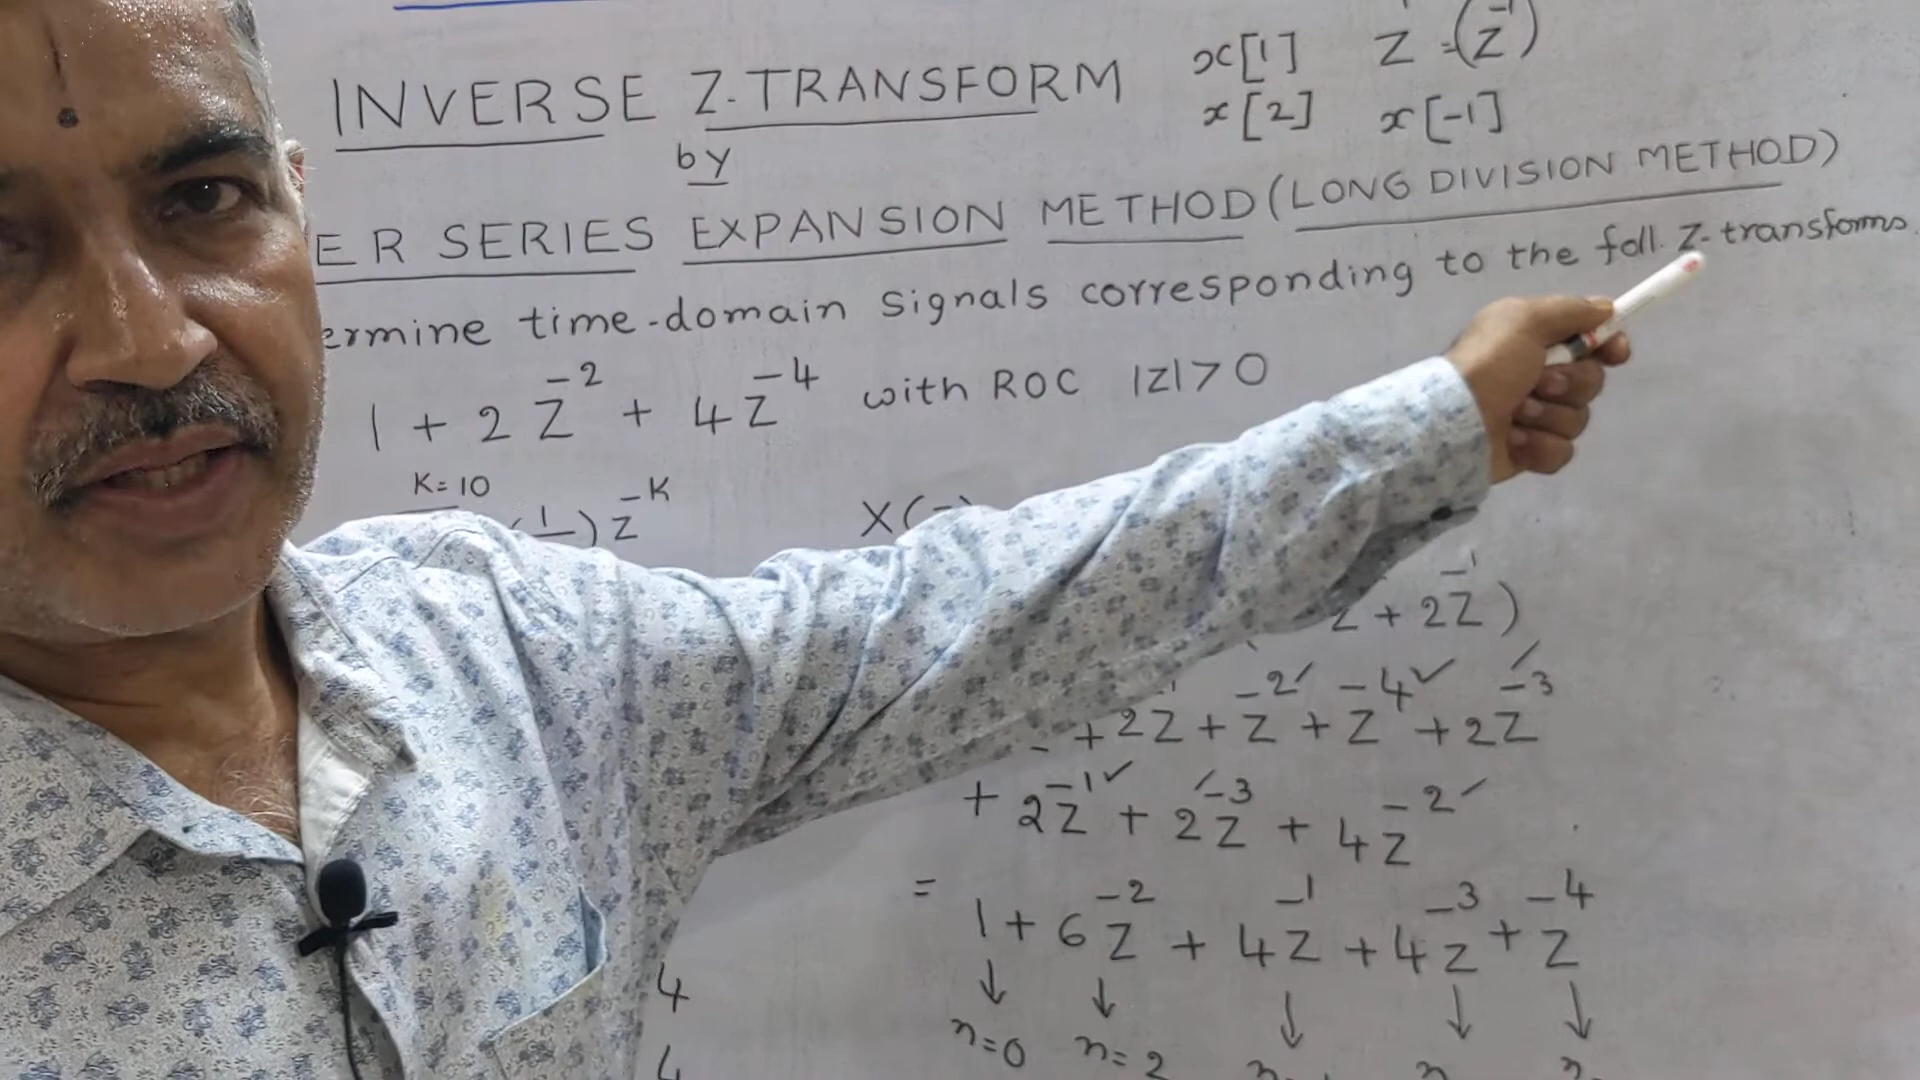 INVERSE Z-TRANSFORM
x[1] z¹ = (z⁻¹)
x[2] x[-1]
by
ER SERIES EXPANSION METHOD (LONG DIVISION METHOD)
ermine time-domain signals corresponding to the foll. Z-transforms.
1 + 2z⁻² + 4z⁻⁴ with ROC |z| > 0
K=10
z⁻ᴷ X(
z + 2z⁻¹)
+ 2z⁻¹ + z⁻² ✓ + z⁻⁴ ✓ + 2z⁻³
+ 2z⁻¹ ✓ + 2z⁻³ + 4z⁻²
= 1 + 6z⁻² + 4z⁻¹ + 4z⁻³ + z⁻⁴
↓ ↓ ↓ ↓ ↓
4 n=0 n=2